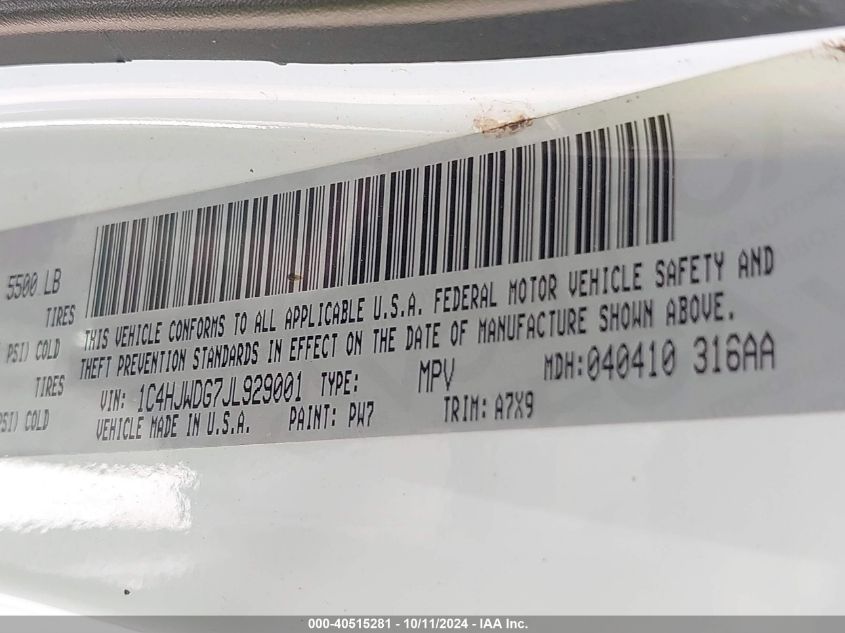 5500 LB
TIRES
THIS VEHICLE CONFORMS TO ALL APPLICABLE U.S.A. FEDERAL MOTOR VEHICLE SAFETY AND
PSI) COLD
THEFT PREVENTION STANDARDS IN EFFECT ON THE DATE OF MANUFACTURE SHOWN ABOVE.
TIRES
VIN: 1C4HJWDG7JL929001 TYPE: MPV MDH:040410 316AA
PSI) COLD
VEHICLE MADE IN U.S.A. PAINT: PW7 TRIM: A7X9
000-40515281 - 10/11/2024 - IAA Inc.